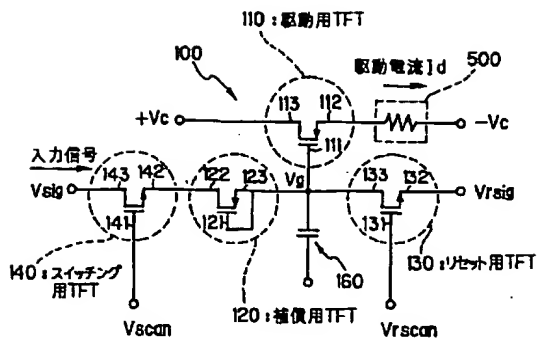 110:駆動用TFT
100
駆動電流Id
500
113
112
+Vc
-Vc
111
入力信号
Vsig
143
142
122
123
Vg
133
132
Vrsig
141
121
131
160
140:スイッチング
用TFT
120:補償用TFT
130:リセット用TFT
Vscan
Vrscan